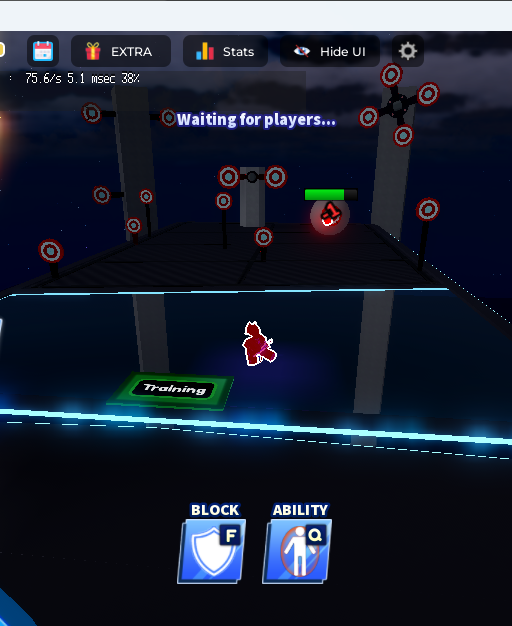 EXTRA
Stats
Hide UI
: 75.6/s 5.1 msec 38%
Waiting for players...
Training
BLOCK
ABILITY
F
Q